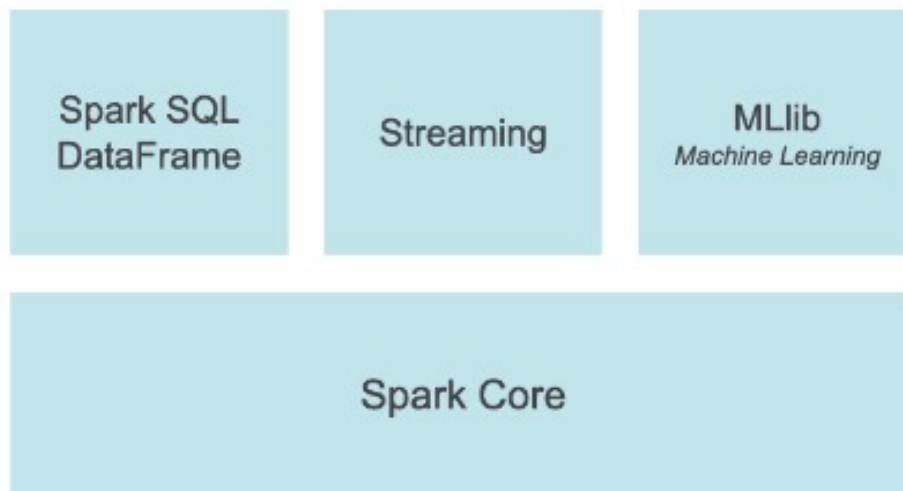 Spark SQL
DataFrame
Streaming
MLlib
Machine Learning
Spark Core